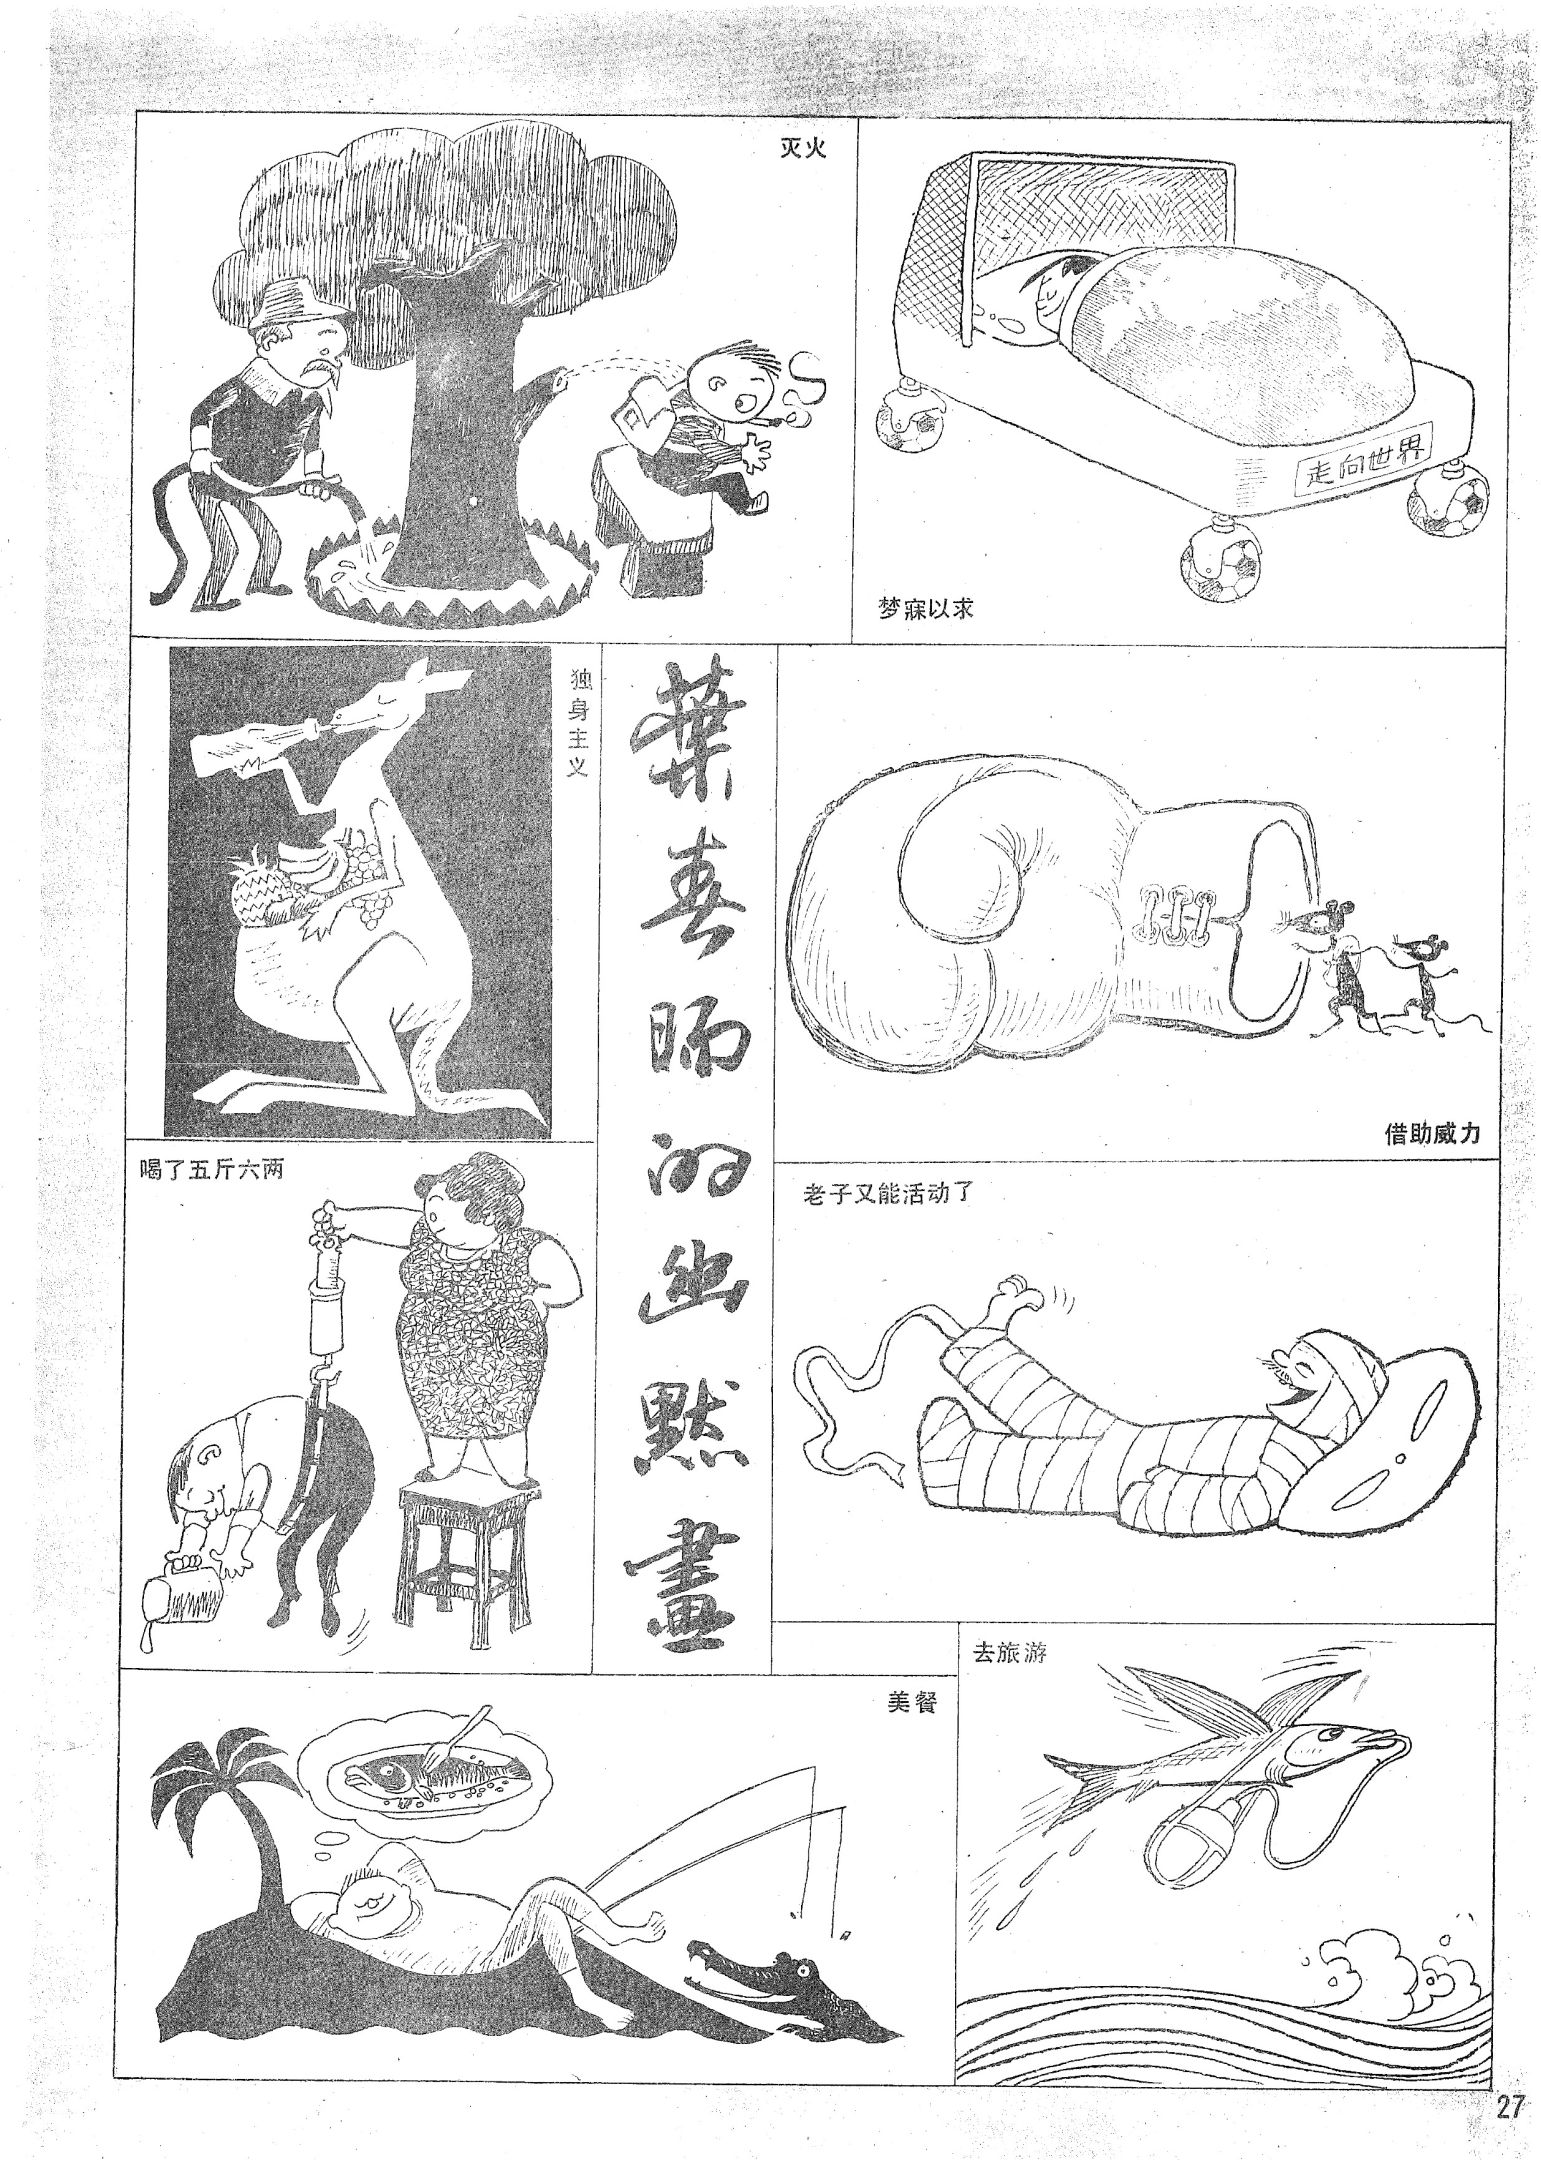 灭火
走向世界
梦寐以求
独身主义
葉春旸的幽默畫
借助威力
喝了五斤六两
老子又能活动了
美餐
去旅游
27